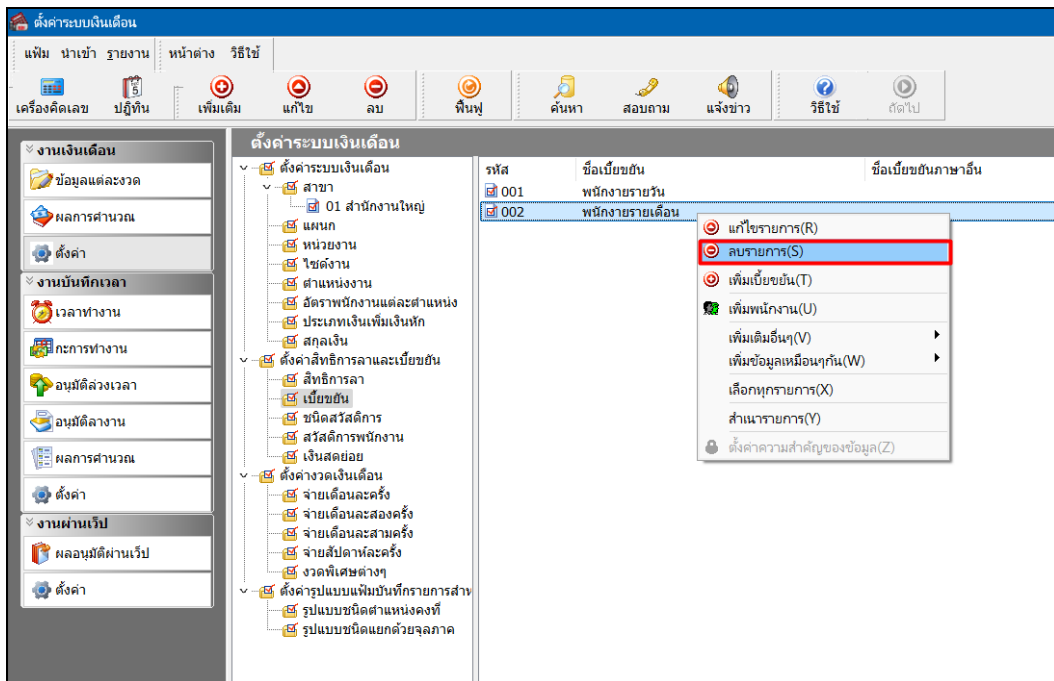 ตั้งค่าระบบเงินเดือน
แฟ้ม นำเข้า รายงาน หน้าต่าง วิธีใช้
เครื่องคิดเลข ปฏิทิน เพิ่มเติม แก้ไข ลบ ฟื้นฟู ค้นหา สอบถาม แจ้งข่าว วิธีใช้ ถัดไป
งานเงินเดือน
ข้อมูลแต่ละงวด
ผลการคำนวณ
ตั้งค่า
งานบันทึกเวลา
เวลาทำงาน
กะการทำงาน
อนุมัติล่วงเวลา
อนุมัติลางาน
ผลการคำนวณ
ตั้งค่า
งานผ่านเว็ป
ผลอนุมัติผ่านเว็ป
ตั้งค่า
ตั้งค่าระบบเงินเดือน
ตั้งค่าระบบเงินเดือน
สาขา
01 สำนักงานใหญ่
แผนก
หน่วยงาน
ไซด์งาน
ตำแหน่งงาน
อัตราพนักงานแต่ละตำแหน่ง
ประเภทเงินเพิ่มเงินหัก
สกุลเงิน
ตั้งค่าสิทธิการลาและเบี้ยขยัน
สิทธิการลา
เบี้ยขยัน
ชนิดสวัสดิการ
สวัสดิการพนักงาน
เงินสดย่อย
ตั้งค่างวดเงินเดือน
จ่ายเดือนละครั้ง
จ่ายเดือนละสองครั้ง
จ่ายเดือนละสามครั้ง
จ่ายสัปดาห์ละครั้ง
งวดพิเศษต่างๆ
ตั้งค่ารูปแบบแฟ้มบันทึกรายการสำห
รูปแบบชนิดตำแหน่งคงที่
รูปแบบชนิดแยกด้วยจุลภาค
รหัส ชื่อเบี้ยขยัน ชื่อเบี้ยขยันภาษาอื่น
001 พนักงายรายวัน
002 พนักงายรายเดือน
แก้ไขรายการ(R)
ลบรายการ(S)
เพิ่มเบี้ยขยัน(T)
เพิ่มพนักงาน(U)
เพิ่มเติมอื่นๆ(V)
เพิ่มข้อมูลเหมือนๆกัน(W)
เลือกทุกรายการ(X)
สำเนารายการ(Y)
ตั้งค่าความสำคัญของข้อมูล(Z)